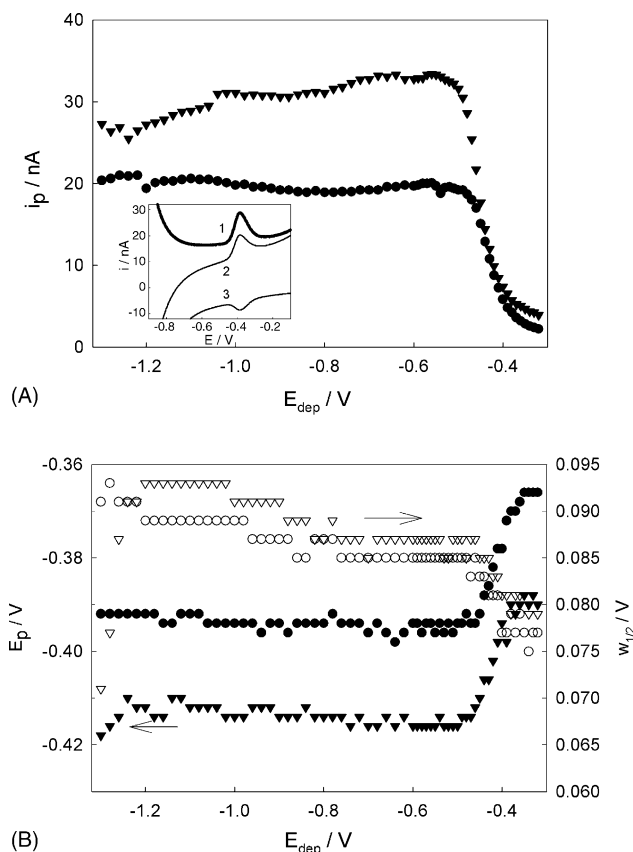 40
30
20
10
0
i_p / nA
30
20
10
0
-10
i / nA
1
2
3
-0.8 -0.6 -0.4 -0.2
E / V
-1.2 -1.0 -0.8 -0.6 -0.4
E_dep / V
(A)
-0.36
-0.38
-0.40
-0.42
E_p / V
0.095
0.090
0.085
0.080
0.075
0.070
0.065
0.060
w_1/2 / V
-1.2 -1.0 -0.8 -0.6 -0.4
E_dep / V
(B)